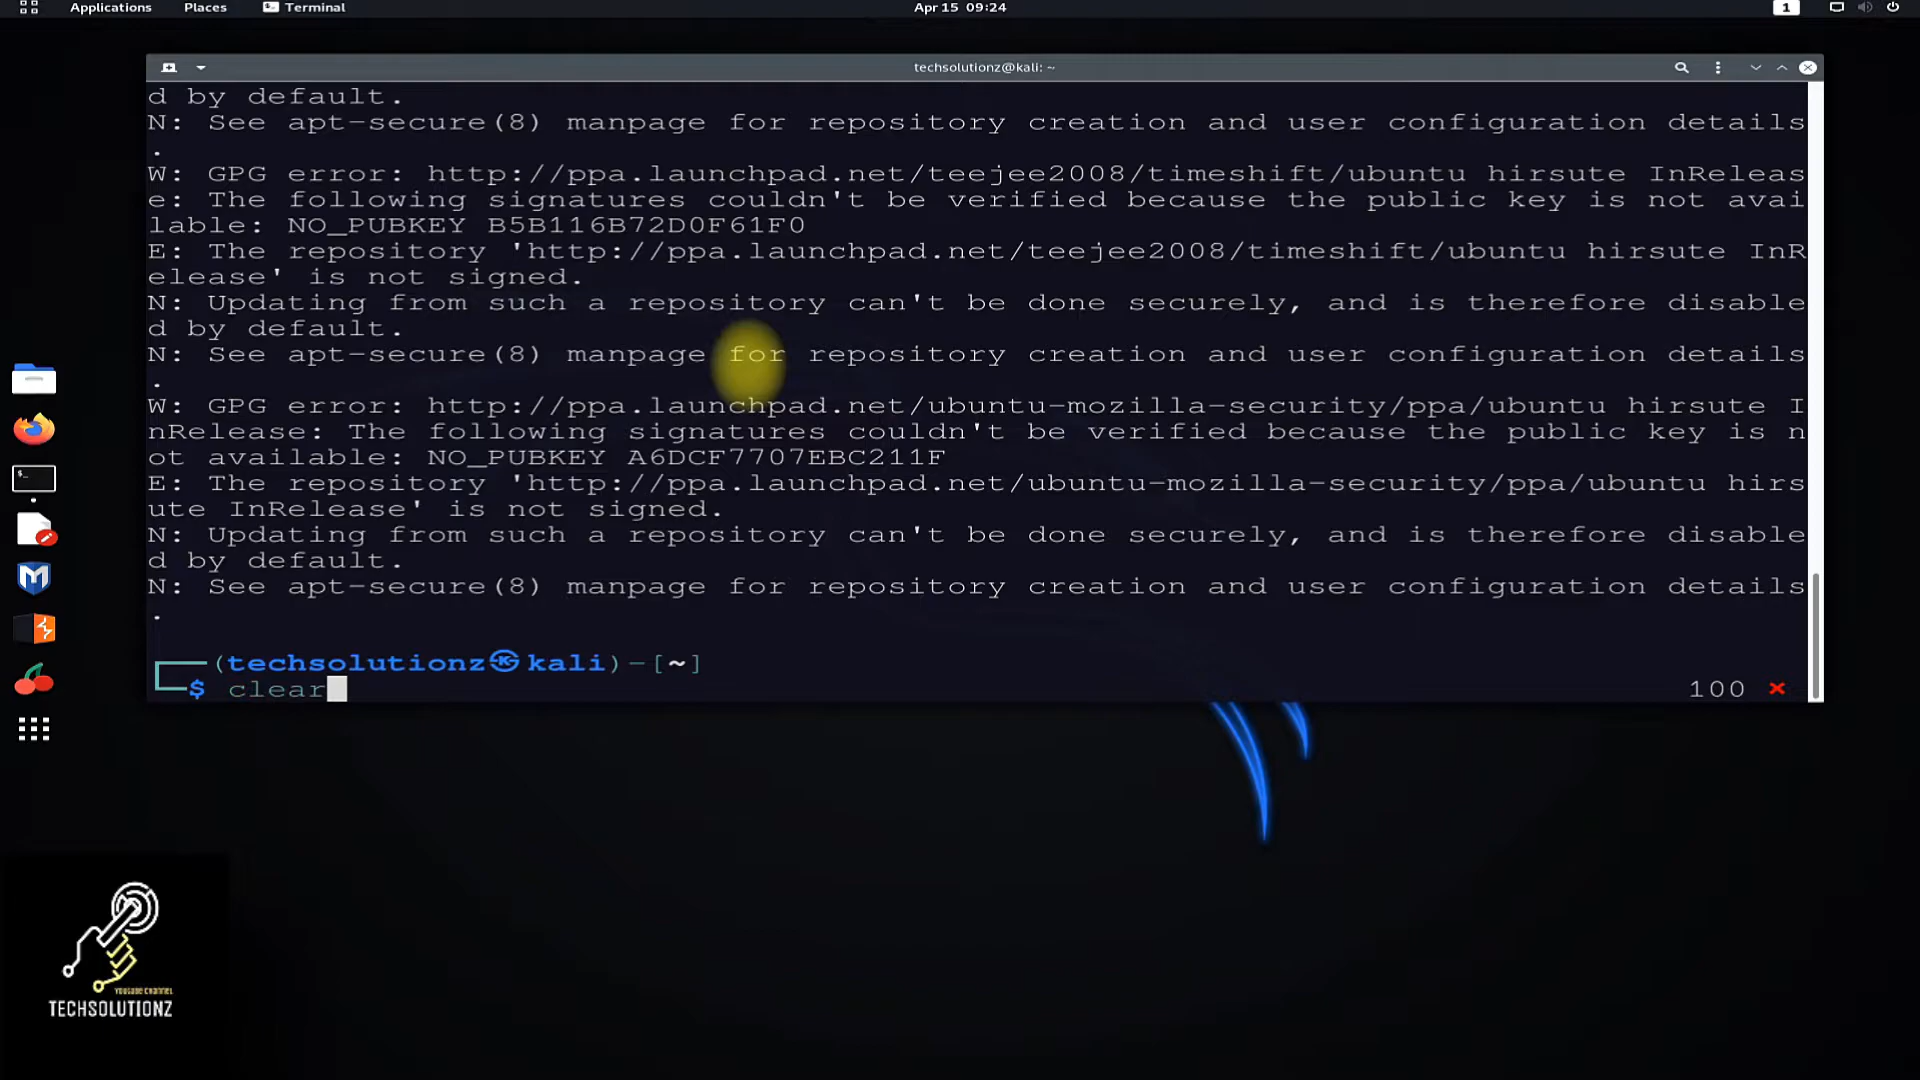 Applications Places Terminal Apr 15 09:24 1
techsolutionz@kali: ~
d by default.
N: See apt-secure(8) manpage for repository creation and user configuration details
.
W: GPG error: http://ppa.launchpad.net/teejee2008/timeshift/ubuntu hirsute InReleas
e: The following signatures couldn't be verified because the public key is not avai
lable: NO_PUBKEY B5B116B72D0F61F0
E: The repository 'http://ppa.launchpad.net/teejee2008/timeshift/ubuntu hirsute InR
elease' is not signed.
N: Updating from such a repository can't be done securely, and is therefore disable
d by default.
N: See apt-secure(8) manpage for repository creation and user configuration details
.
W: GPG error: http://ppa.launchpad.net/ubuntu-mozilla-security/ppa/ubuntu hirsute I
nRelease: The following signatures couldn't be verified because the public key is n
ot available: NO_PUBKEY A6DCF7707EBC211F
E: The repository 'http://ppa.launchpad.net/ubuntu-mozilla-security/ppa/ubuntu hirs
ute InRelease' is not signed.
N: Updating from such a repository can't be done securely, and is therefore disable
d by default.
N: See apt-secure(8) manpage for repository creation and user configuration details
.
(techsolutionz㉿kali)-[~]
$ clear 100 ⨯
YOUTUBE CHANNEL
TECHSOLUTIONZ